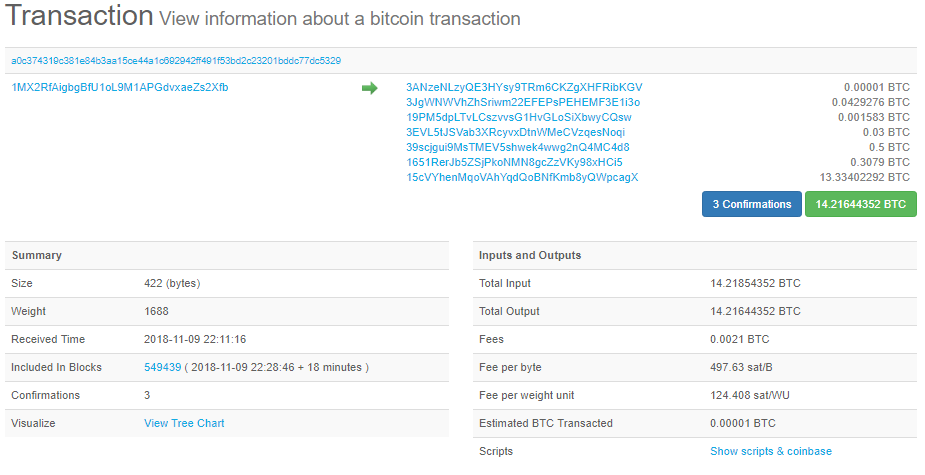 Transaction View information about a bitcoin transaction
a0c374319c381e84b3aa15ce44a1c692942ff491f53bd2c23201bddc77dc5329
1MX2RfAigbgBfU1oL9M1APGdvxaeZs2Xfb
3ANzeNLzyQE3HYsy9TRm6CKZgXHFRibKGV 0.00001 BTC
3JgWNWVhZhSriwm22EFEPsPEHEMF3E1i3o 0.0429276 BTC
19PM5dpLTvLCszvvsG1HvGLoSiXbwyCQsw 0.001583 BTC
3EVL5tJSVab3XRcyvxDtnWMeCVzqesNoqi 0.03 BTC
39scjgui9MsTMEV5shwek4wwg2nQ4MC4d8 0.5 BTC
1651RerJb5ZSjPkoNMN8gcZzVKy98xHCi5 0.3079 BTC
15cVYhenMqoVAhYqdQoBNfKmb8yQWpcagX 13.33402292 BTC
3 Confirmations 14.21644352 BTC
Summary
Size 422 (bytes)
Weight 1688
Received Time 2018-11-09 22:11:16
Included In Blocks 549439 ( 2018-11-09 22:28:46 + 18 minutes )
Confirmations 3
Visualize View Tree Chart
Inputs and Outputs
Total Input 14.21854352 BTC
Total Output 14.21644352 BTC
Fees 0.0021 BTC
Fee per byte 497.63 sat/B
Fee per weight unit 124.408 sat/WU
Estimated BTC Transacted 0.00001 BTC
Scripts Show scripts & coinbase